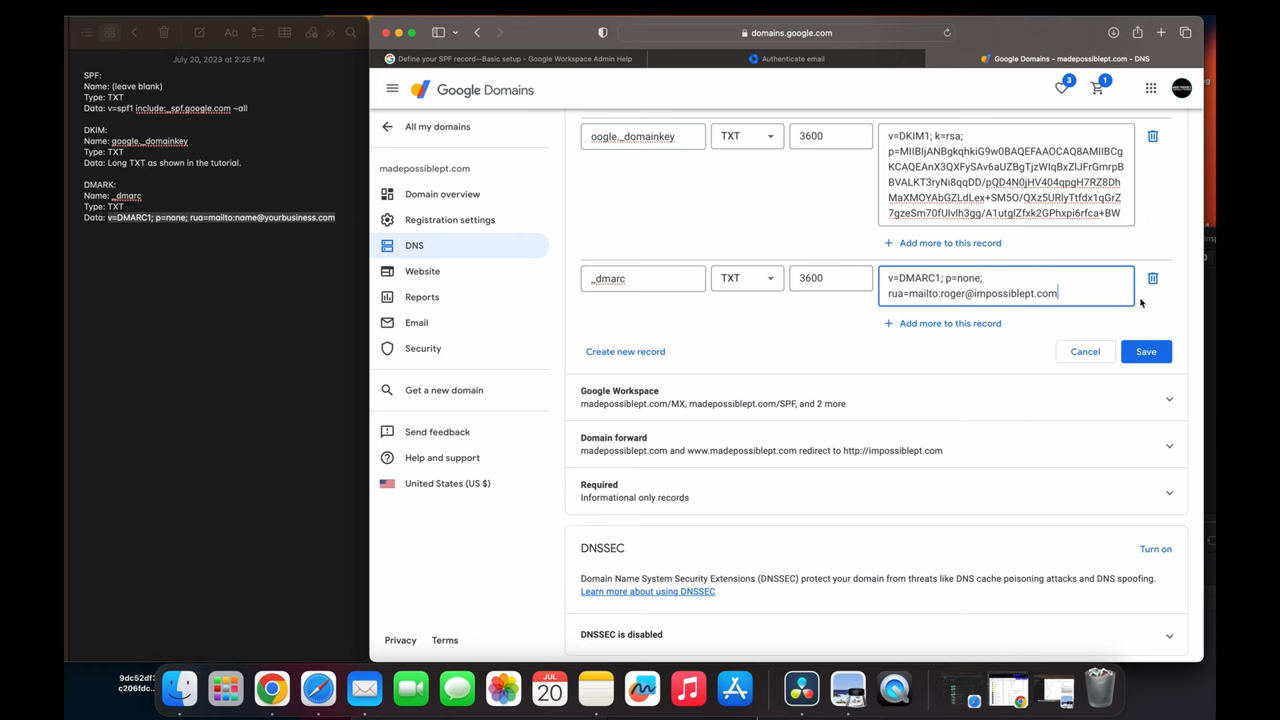 July 20, 2023 at 2:25 PM
SPF:
Name: (leave blank)
Type: TXT
Data: v=spf1 include:_spf.google.com ~all
DKIM:
Name: google._domainkey
Type: TXT
Data: Long TXT as shown in the tutorial.
DMARK:
Name: _dmarc
Type: TXT
Data: v=DMARC1; p=none; rua=mailto:name@yourbusiness.com
domains.google.com
Define your SPF record—Basic setup - Google Workspace Admin Help
Authenticate email
Google Domains - madepossiblept.com - DNS
Google Domains
3
1
All my domains
madepossiblept.com
Domain overview
Registration settings
DNS
Website
Reports
Email
Security
Get a new domain
Send feedback
Help and support
United States (US $)
Privacy
Terms
oogle._domainkey
TXT
3600
v=DKIM1; k=rsa;
p=MIIBIjANBgkqhkiG9w0BAQEFAAOCAQ8AMIIBCg
KCAQEAnX3QXFySAv6aUZBgTjzWIqBxZlJFrGmrpB
BVALKT3ryNi8qqDD/pQD4N0jHV404qpgH7RZ8Dh
MaXMOYAbGZLdLex+SM5O/QXz5URlyTtfdx1qGrZ
7gzeSm70fUlvlh3gg/A1utglZfxk2GPhxpi6rfca+BW
Add more to this record
_dmarc
TXT
3600
v=DMARC1; p=none;
rua=mailto:roger@impossiblept.com
Add more to this record
Create new record
Cancel
Save
Google Workspace
madepossiblept.com/MX, madepossiblept.com/SPF, and 2 more
Domain forward
madepossiblept.com and www.madepossiblept.com redirect to http://impossiblept.com
Required
Informational only records
DNSSEC
Turn on
Domain Name System Security Extensions (DNSSEC) protect your domain from threats like DNS cache poisoning attacks and DNS spoofing.
Learn more about using DNSSEC
DNSSEC is disabled
9dc52df3
c206fdc...
JUL
20